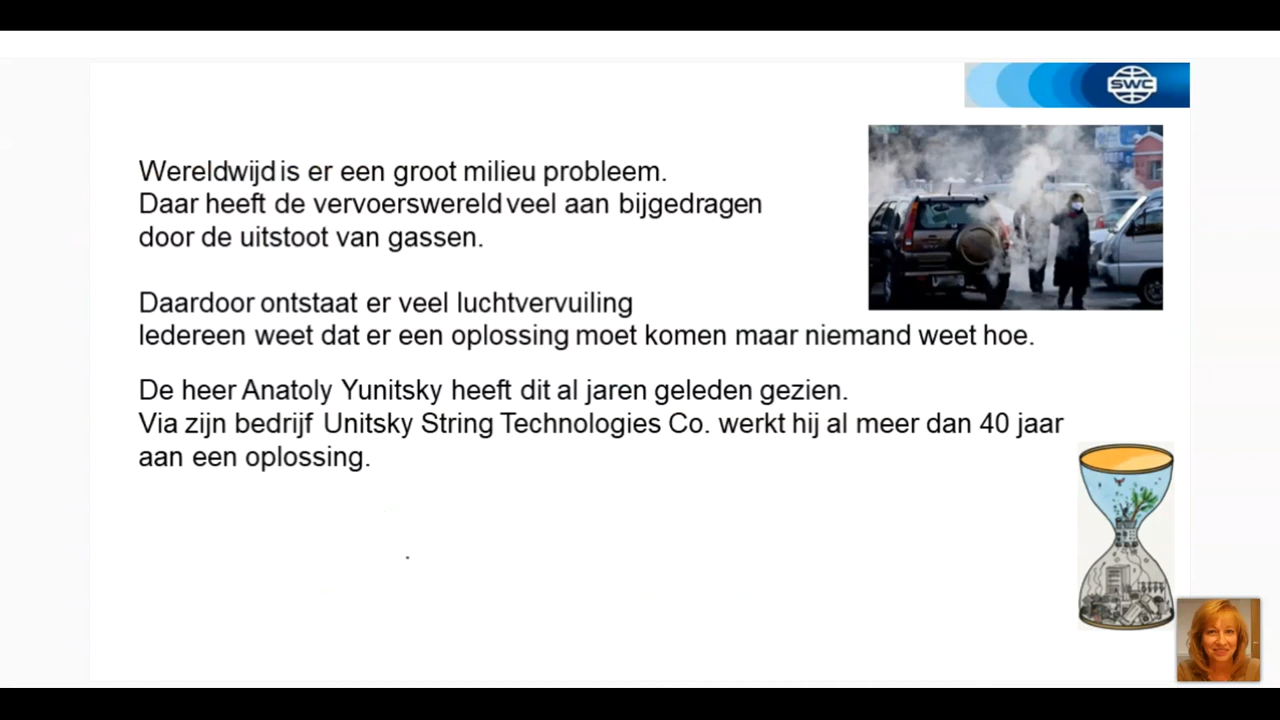 SWC
Wereldwijd is er een groot milieu probleem.
Daar heeft de vervoerswereld veel aan bijgedragen
door de uitstoot van gassen.
Daardoor ontstaat er veel luchtvervuiling
Iedereen weet dat er een oplossing moet komen maar niemand weet hoe.
De heer Anatoly Yunitsky heeft dit al jaren geleden gezien.
Via zijn bedrijf Unitsky String Technologies Co. werkt hij al meer dan 40 jaar
aan een oplossing.